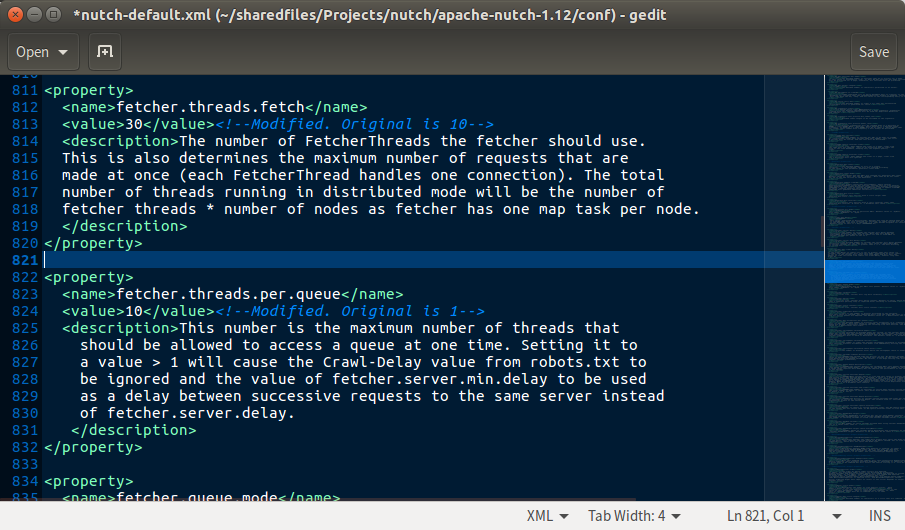 *nutch-default.xml (~/sharedfiles/Projects/nutch/apache-nutch-1.12/conf) - gedit
Open
Save
810
811 <property>
812   <name>fetcher.threads.fetch</name>
813   <value>30</value><!--Modified. Original is 10-->
814   <description>The number of FetcherThreads the fetcher should use.
815   This is also determines the maximum number of requests that are
816   made at once (each FetcherThread handles one connection). The total
817   number of threads running in distributed mode will be the number of
818   fetcher threads * number of nodes as fetcher has one map task per node.
819   </description>
820 </property>
821
822 <property>
823   <name>fetcher.threads.per.queue</name>
824   <value>10</value><!--Modified. Original is 1-->
825   <description>This number is the maximum number of threads that
826     should be allowed to access a queue at one time. Setting it to
827     a value > 1 will cause the Crawl-Delay value from robots.txt to
828     be ignored and the value of fetcher.server.min.delay to be used
829     as a delay between successive requests to the same server instead
830     of fetcher.server.delay.
831    </description>
832 </property>
833
834 <property>
835   <name>fetcher.queue.mode</name>
XML Tab Width: 4 Ln 821, Col 1 INS